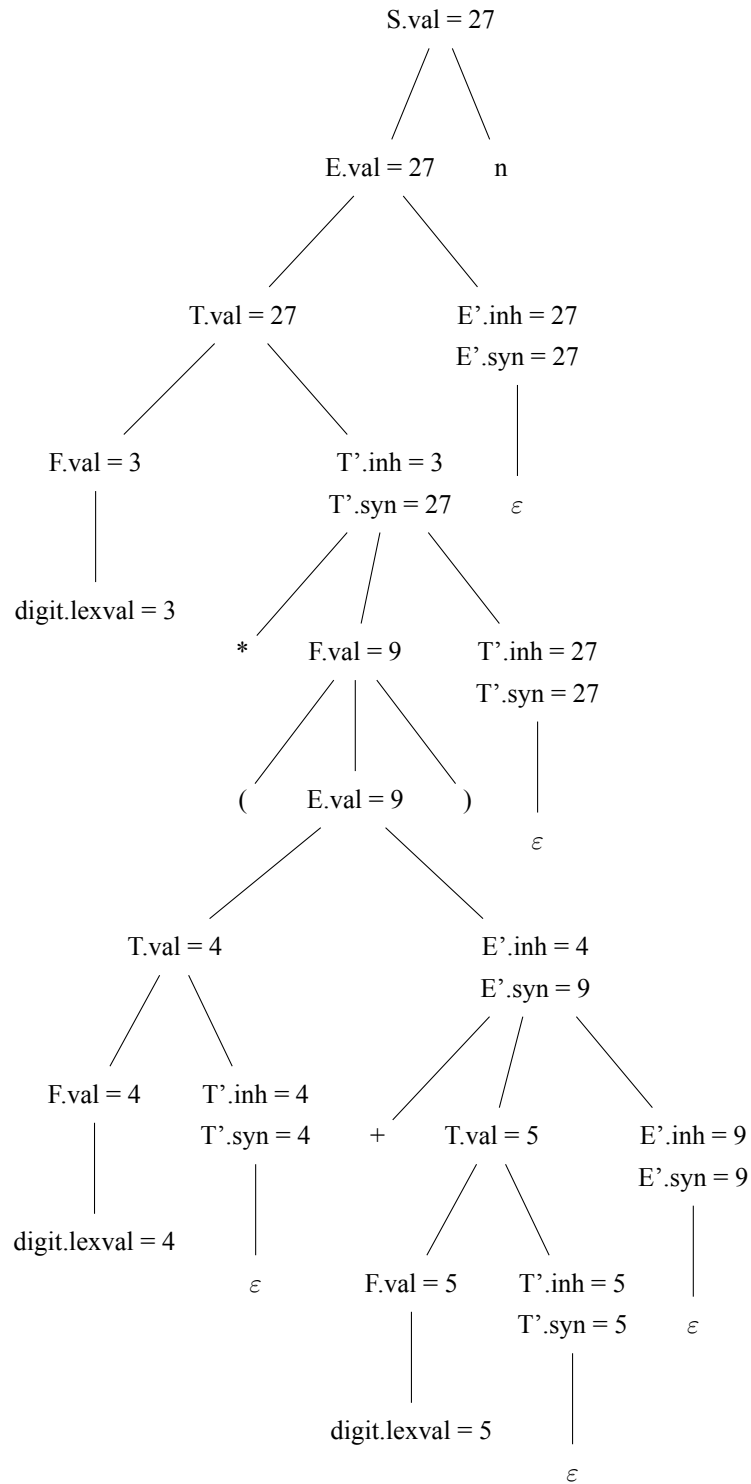 S.val = 27
E.val = 27 n
T.val = 27 E’.inh = 27
E’.syn = 27
F.val = 3 T’.inh = 3
T’.syn = 27 ε
digit.lexval = 3
* F.val = 9 T’.inh = 27
T’.syn = 27
( E.val = 9 )
ε
T.val = 4 E’.inh = 4
E’.syn = 9
F.val = 4 T’.inh = 4
T’.syn = 4 + T.val = 5 E’.inh = 9
E’.syn = 9
digit.lexval = 4
ε F.val = 5 T’.inh = 5
T’.syn = 5 ε
digit.lexval = 5
ε